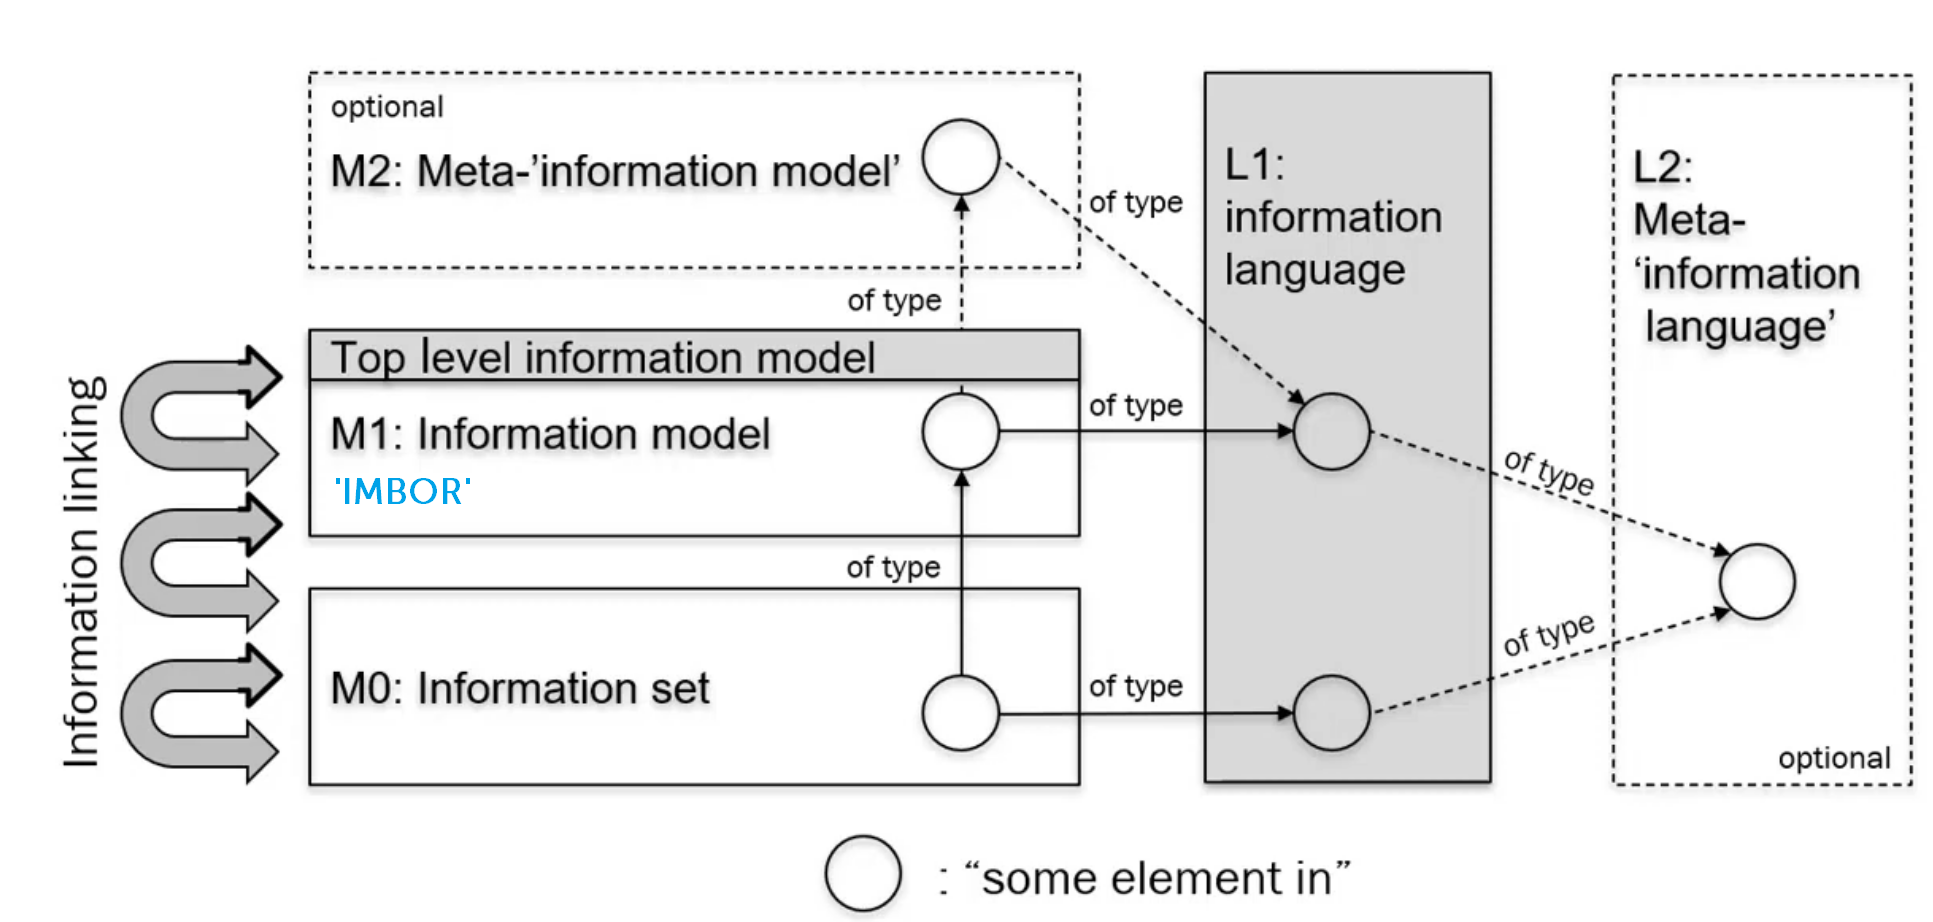 optional
M2: Meta-’information model’
of type
of type
Top level information model
M1: Information model
'IMBOR'
of type
of type
M0: Information set
of type
Information linking
L1:
information
language
of type
of type
L2:
Meta-
‘information
language’
optional
: “some element in”